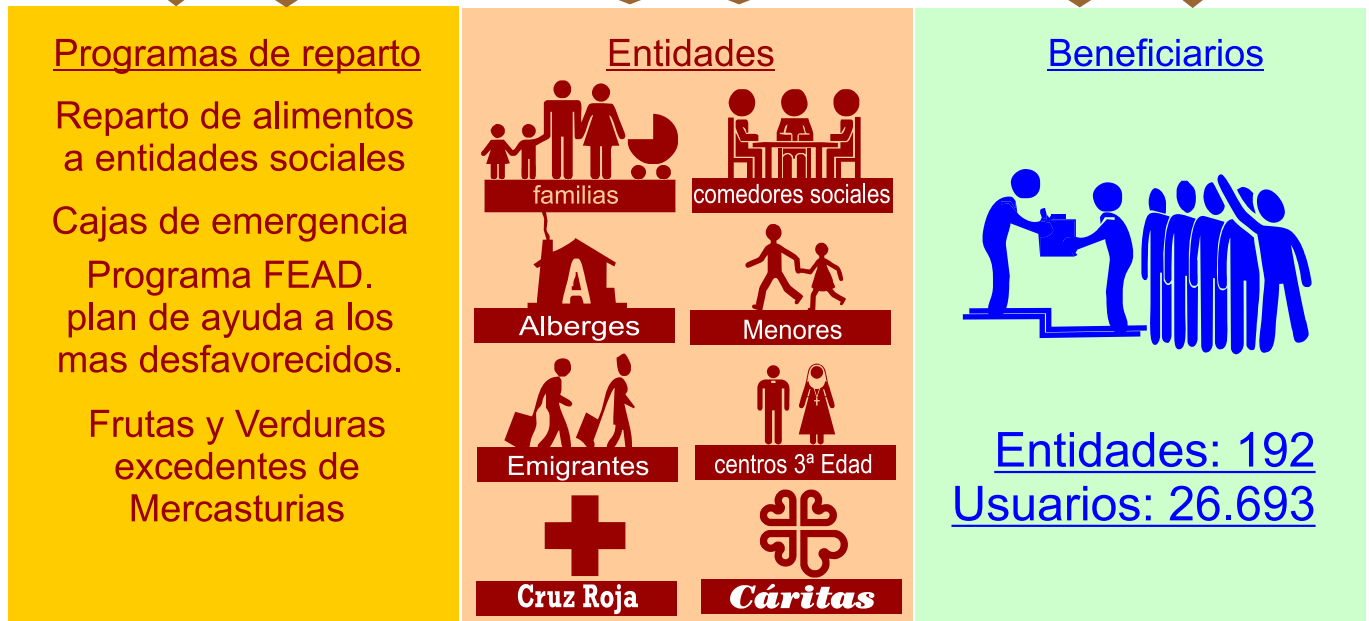 Programas de reparto
Reparto de alimentos
a entidades sociales
Cajas de emergencia
Programa FEAD.
plan de ayuda a los
mas desfavorecidos.
Frutas y Verduras
excedentes de
Mercasturias
Entidades
familias
comedores sociales
A
Alberges
Menores
Emigrantes
centros 3ª Edad
Cruz Roja
Cáritas
Beneficiarios
Entidades: 192
Usuarios: 26.693